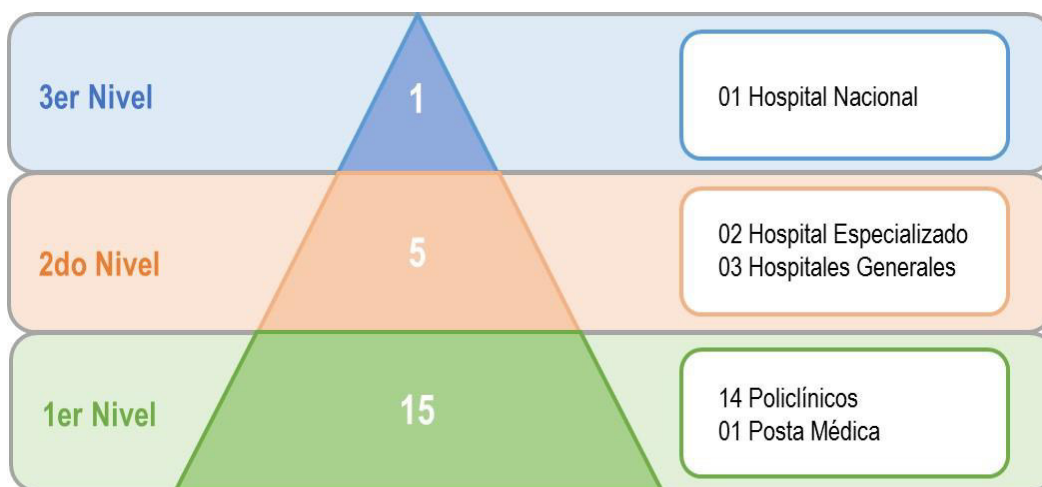 3er Nivel
1
01 Hospital Nacional
2do Nivel
5
02 Hospital Especializado
03 Hospitales Generales
1er Nivel
15
14 Policlínicos
01 Posta Médica